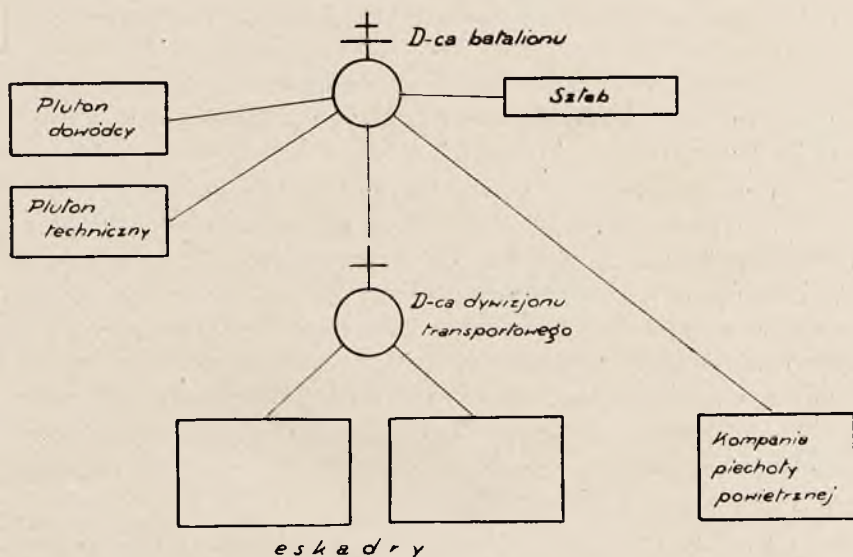 D-ca batalionu
Sztab
Pluton
dowódcy
Pluton
techniczny
D-ca dywizjonu
transportowego
Kompania
piechoty
powietrznej
eskadry